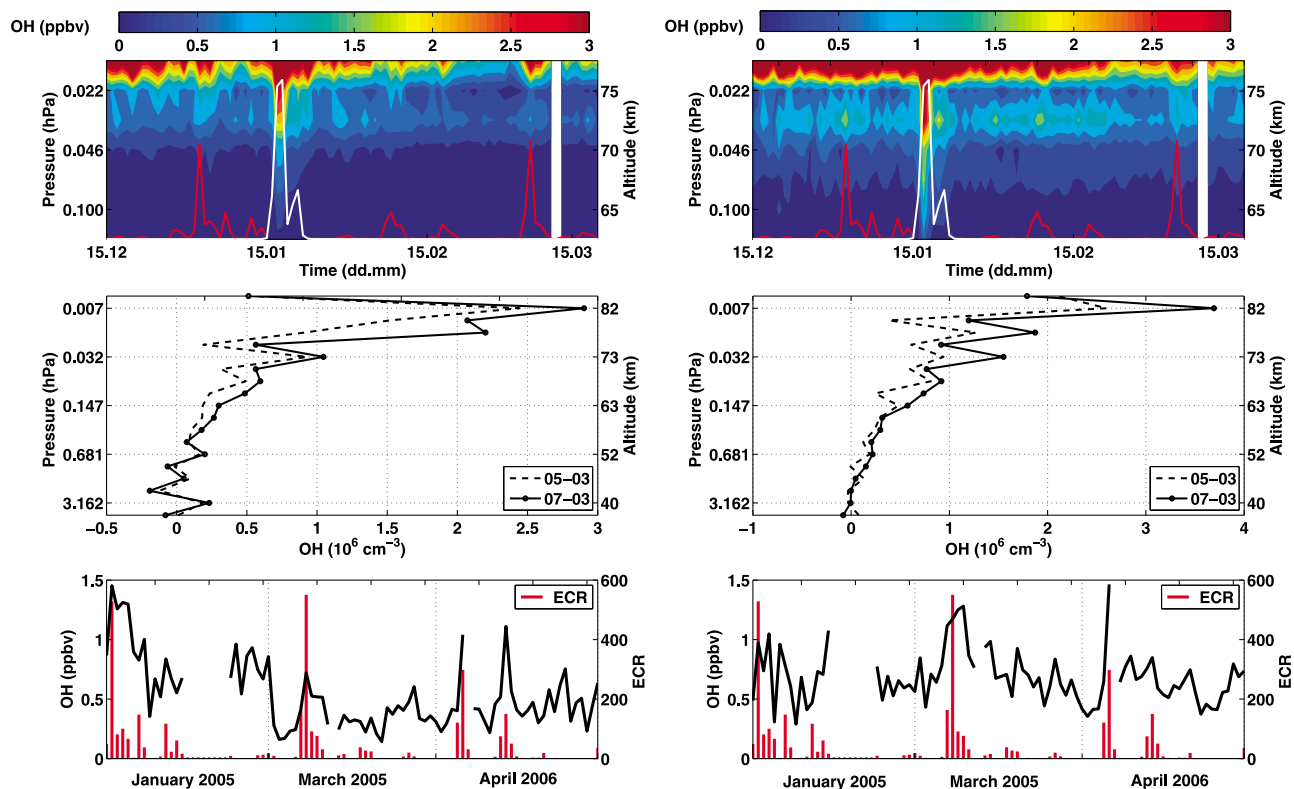 OH (ppbv)
0 0.5 1 1.5 2 2.5 3
Pressure (hPa)
0.022
0.046
0.100
75
70
65
Altitude (km)
15.12 15.01 15.02 15.03
Time (dd.mm)
OH (ppbv)
0 0.5 1 1.5 2 2.5 3
Pressure (hPa)
0.022
0.046
0.100
75
70
65
Altitude (km)
15.12 15.01 15.02 15.03
Time (dd.mm)
Pressure (hPa)
0.007
0.032
0.147
0.681
3.162
82
73
63
52
40
Altitude (km)
05−03
07−03
−0.5 0 0.5 1 1.5 2 2.5 3
OH (10⁶ cm⁻³)
Pressure (hPa)
0.007
0.032
0.147
0.681
3.162
82
73
63
52
40
Altitude (km)
05−03
07−03
−1 0 1 2 3 4
OH (10⁶ cm⁻³)
OH (ppbv)
1.5
1
0.5
0
600
400
200
0
ECR
ECR
January 2005 March 2005 April 2006
OH (ppbv)
1.5
1
0.5
0
600
400
200
0
ECR
ECR
January 2005 March 2005 April 2006